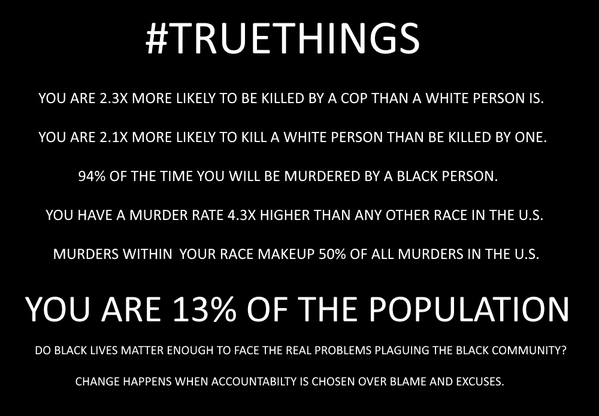 #TRUETHINGS
YOU ARE 2.3X MORE LIKELY TO BE KILLED BY A COP THAN A WHITE PERSON IS.
YOU ARE 2.1X MORE LIKELY TO KILL A WHITE PERSON THAN BE KILLED BY ONE.
94% OF THE TIME YOU WILL BE MURDERED BY A BLACK PERSON.
YOU HAVE A MURDER RATE 4.3X HIGHER THAN ANY OTHER RACE IN THE U.S.
MURDERS WITHIN YOUR RACE MAKEUP 50% OF ALL MURDERS IN THE U.S.
YOU ARE 13% OF THE POPULATION
DO BLACK LIVES MATTER ENOUGH TO FACE THE REAL PROBLEMS PLAGUING THE BLACK COMMUNITY?
CHANGE HAPPENS WHEN ACCOUNTABILTY IS CHOSEN OVER BLAME AND EXCUSES.